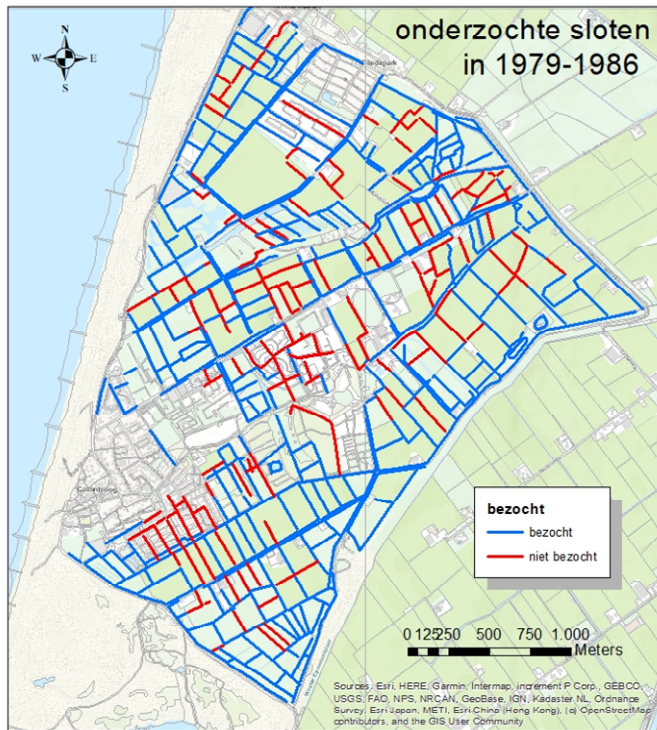 onderzochte sloten
in 1979-1986
N
W E
S
Callantsoog
bezocht
bezocht
niet bezocht
0 125250 500 750 1.000
Meters
Sources: Esri, HERE, Garmin, Intermap, increment P Corp., GEBCO,
USGS, FAO, NPS, NRCAN, GeoBase, IGN, Kadaster NL, Ordnance
Survey, Esri Japan, METI, Esri China (Hong Kong), (c) OpenStreetMap
contributors, and the GIS User Community